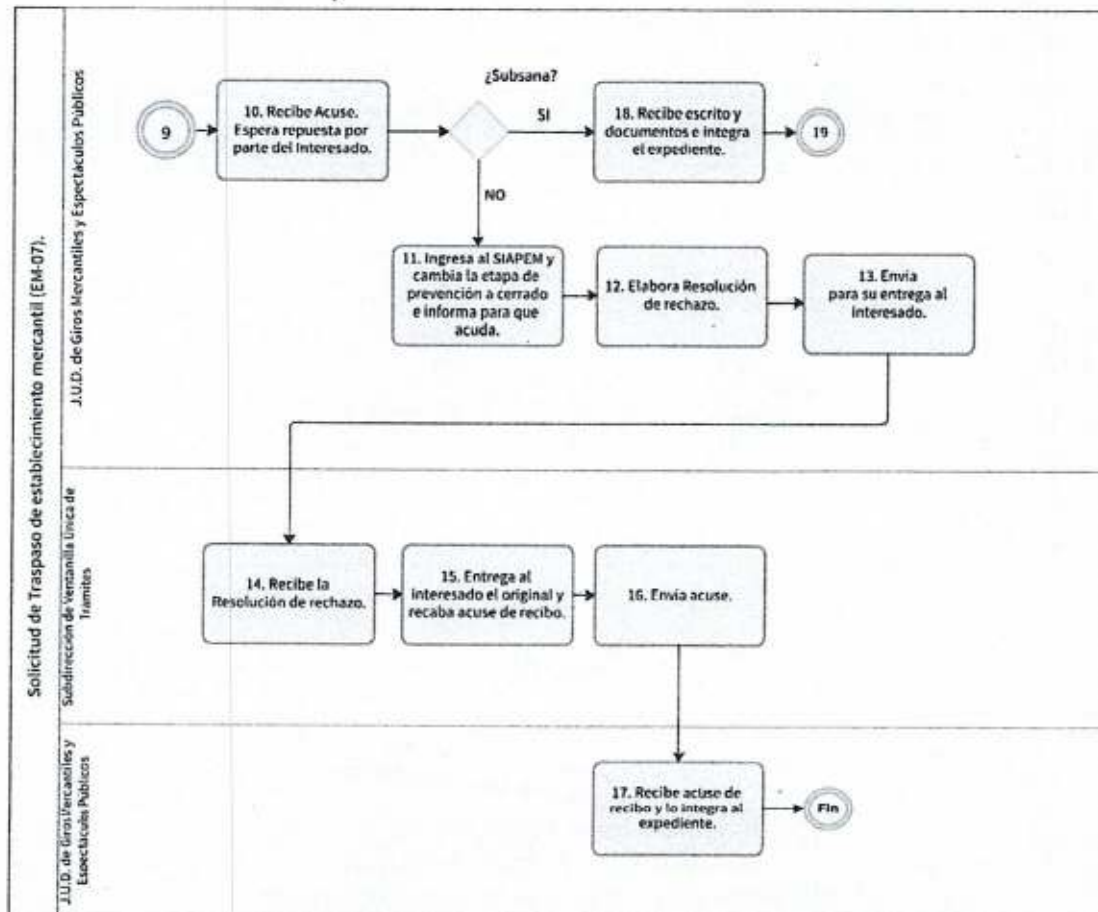 Solicitud de Traspaso de establecimiento mercantil (EM-07).
J.U.D. de Giros Mercantiles y Espectáculos Públicos
9
10. Recibe Acuse.
Espera repuesta por
parte del Interesado.
¿Subsana?
SI
18. Recibe escrito y
documentos e integra
el expediente.
19
NO
11. Ingresa al SIAPEM y
cambia la etapa de
prevención a cerrado
e informa para que
acuda.
12. Elabora Resolución
de rechazo.
13. Envía
para su entrega al
interesado.
Subdirección de Ventanilla Única de
Tramites
14. Recibe la
Resolución de rechazo.
15. Entrega al
interesado el original y
recaba acuse de recibo.
16. Envía acuse.
J.U.D. de Giros Mercantiles y
Espectáculos Públicos
17. Recibe acuse de
recibo y lo integra al
expediente.
Fin